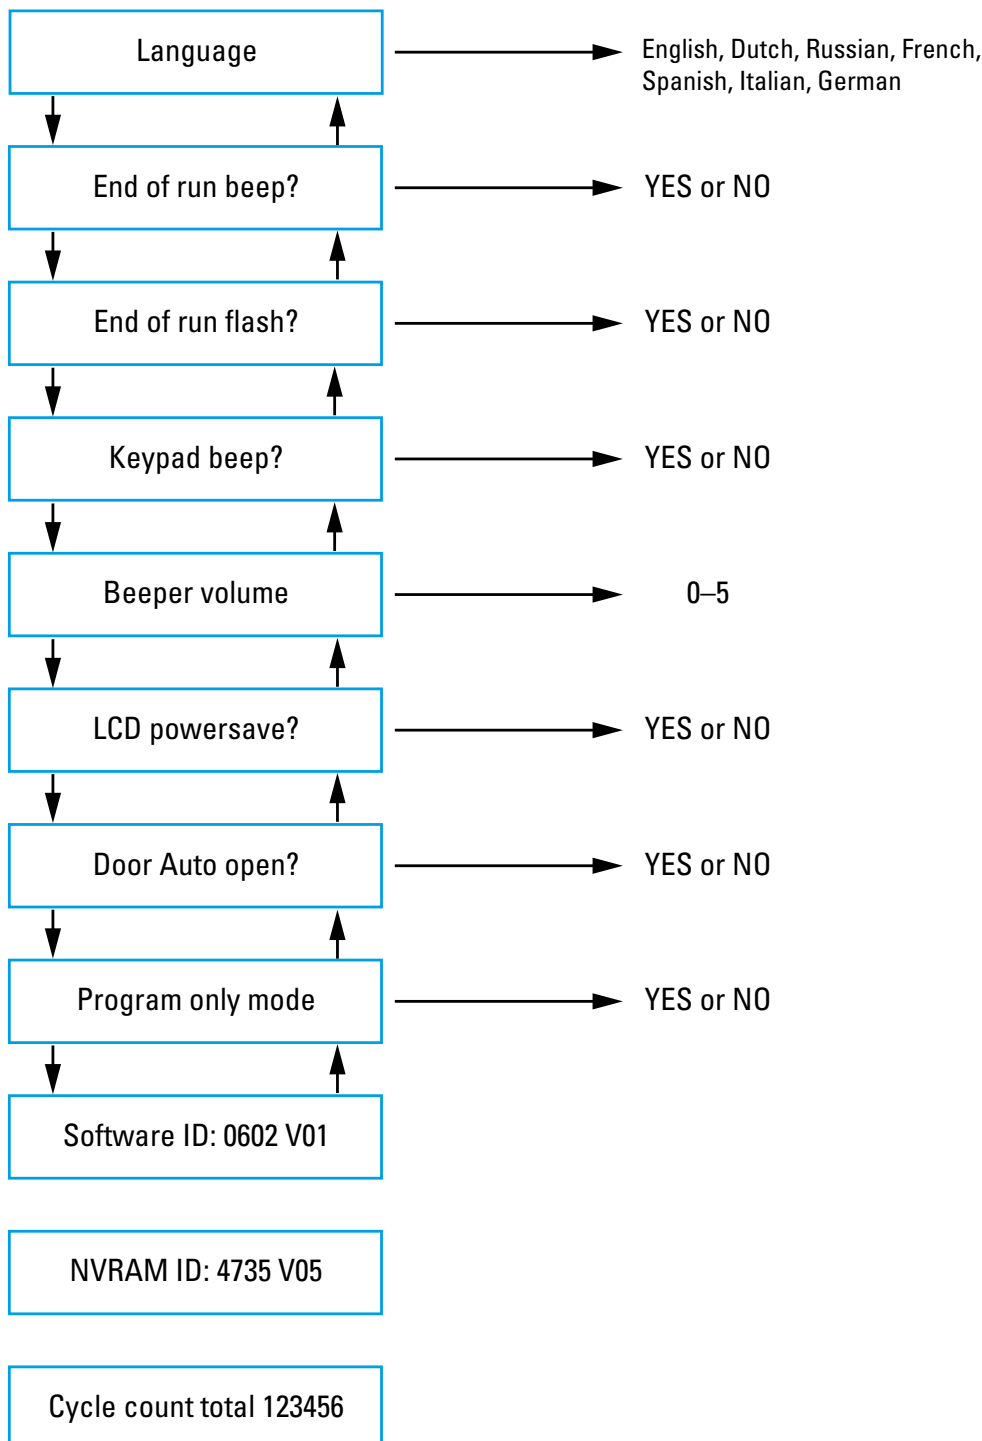 Language
English, Dutch, Russian, French,
Spanish, Italian, German
End of run beep?
YES or NO
End of run flash?
YES or NO
Keypad beep?
YES or NO
Beeper volume
0–5
LCD powersave?
YES or NO
Door Auto open?
YES or NO
Program only mode
YES or NO
Software ID: 0602 V01
NVRAM ID: 4735 V05
Cycle count total 123456